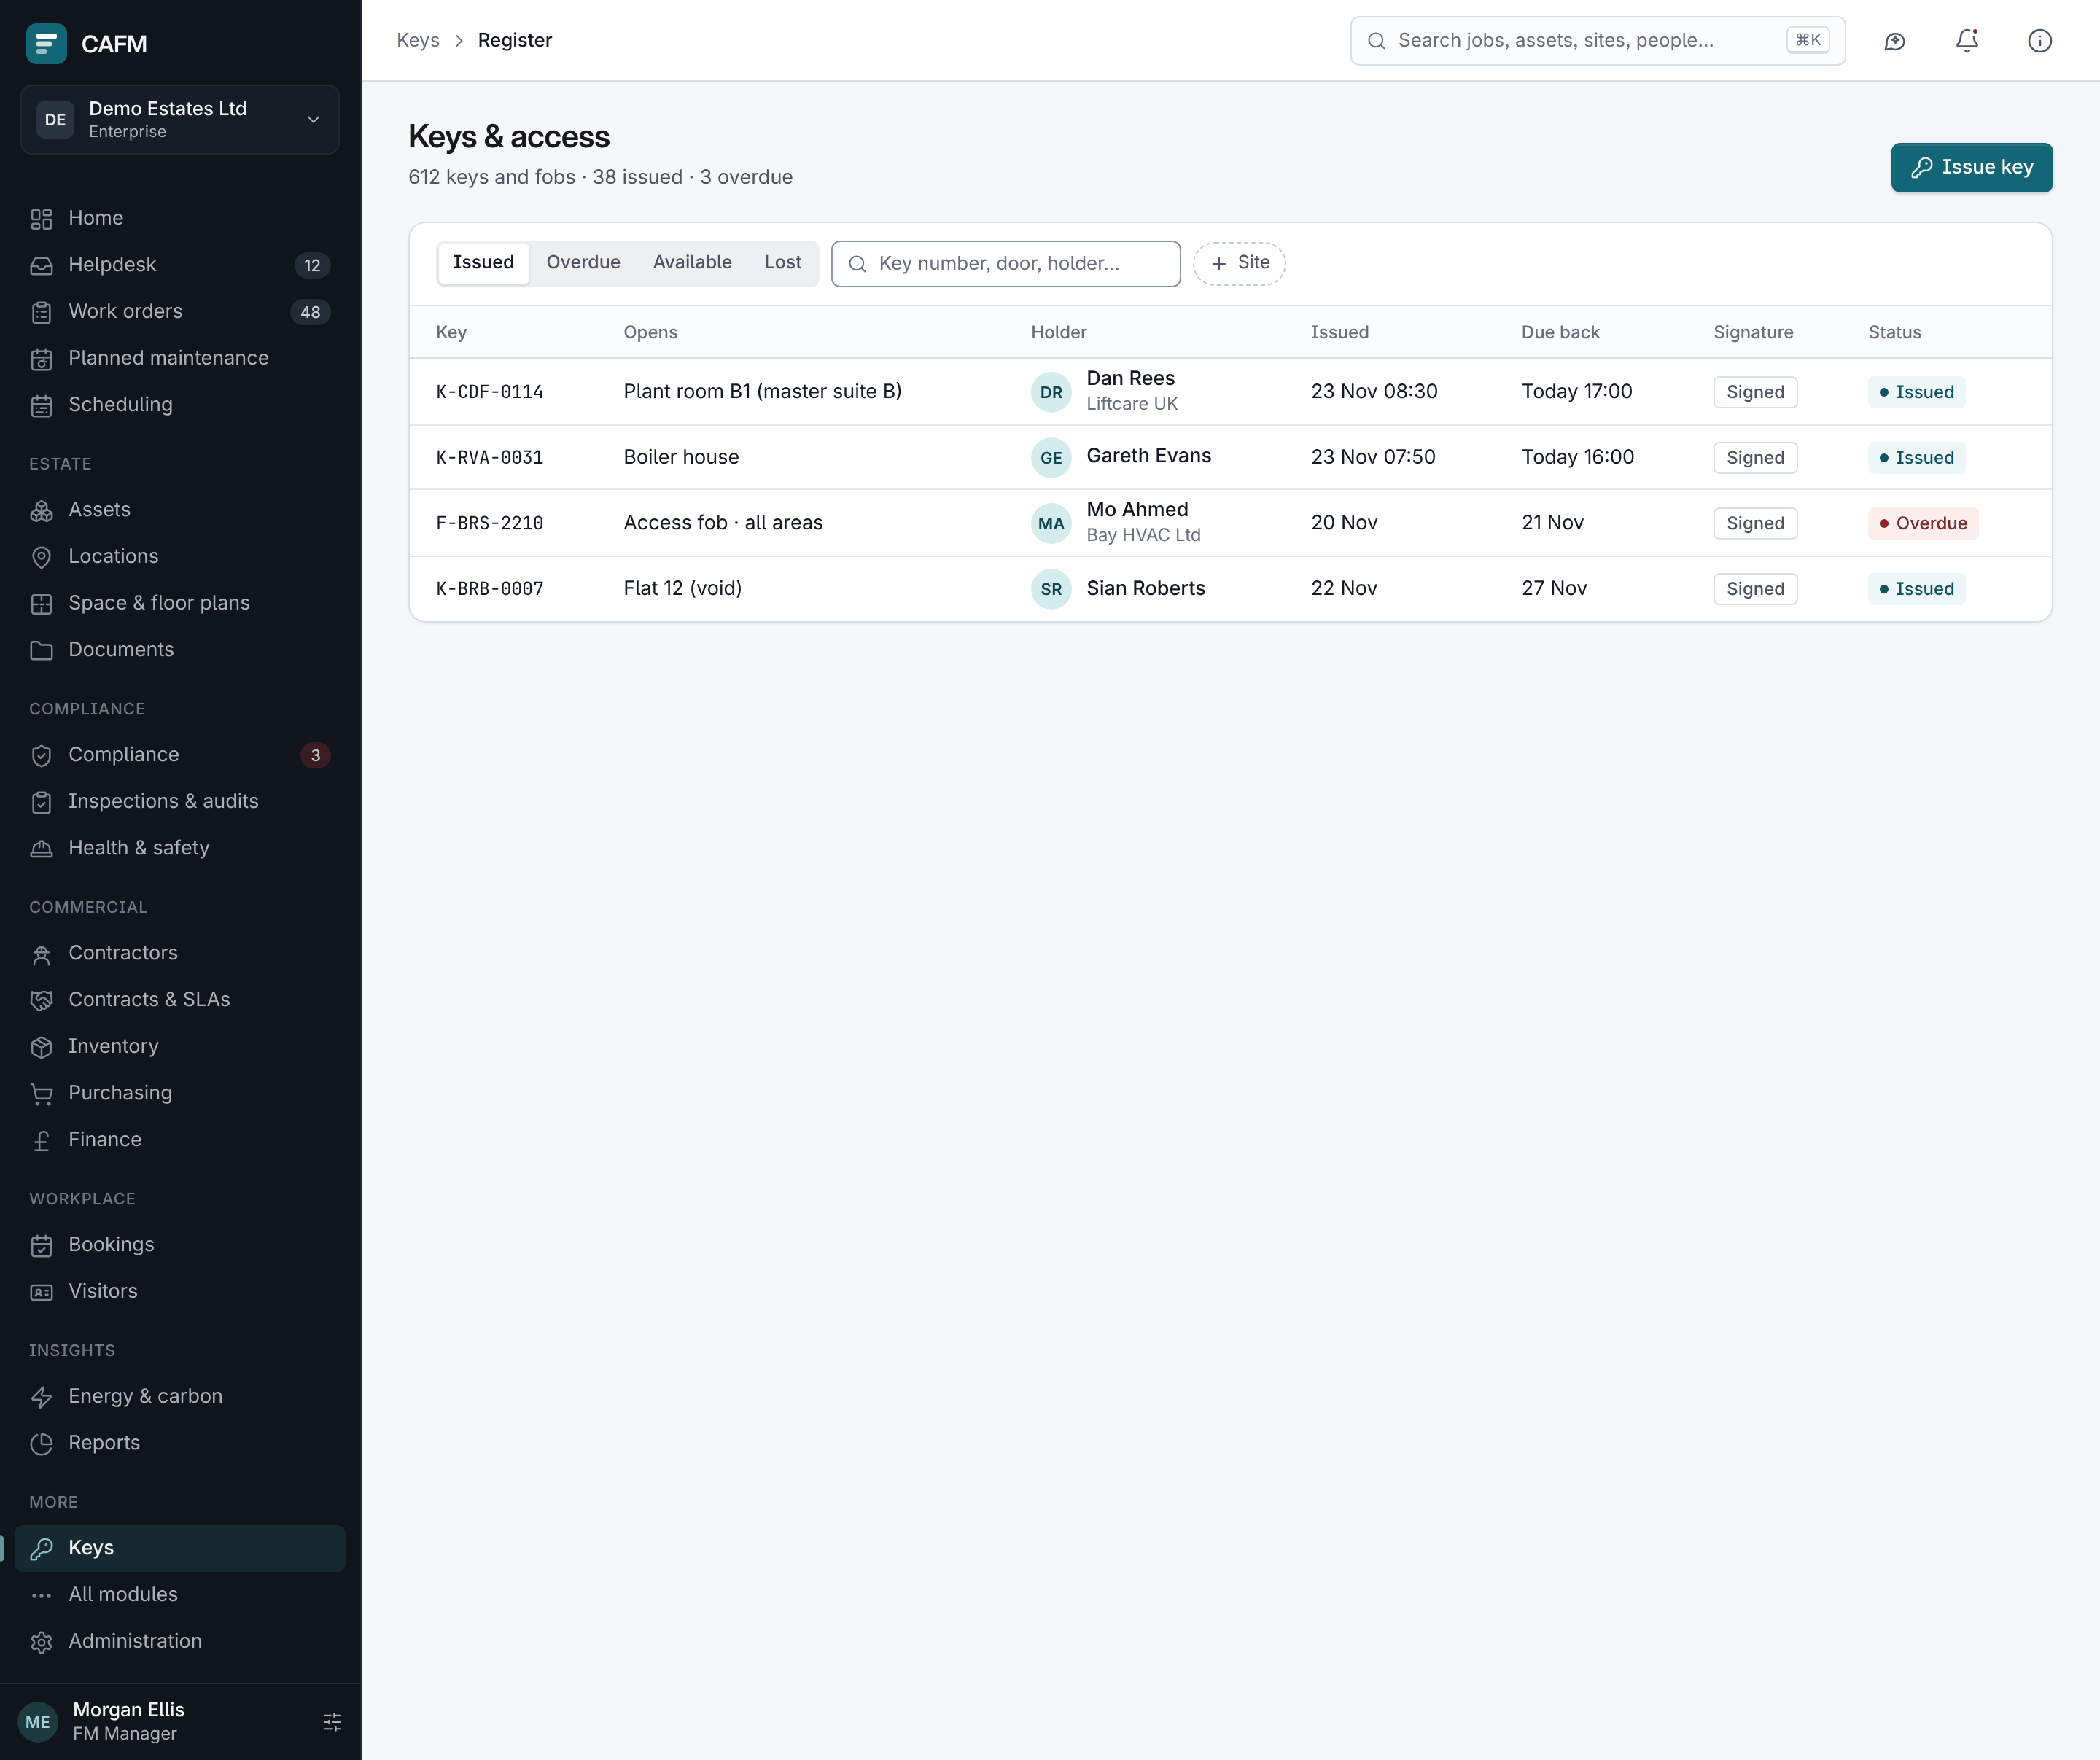 CAFM
DE
Demo Estates Ltd
Enterprise
Home
Helpdesk 12
Work orders 48
Planned maintenance
Scheduling
ESTATE
Assets
Locations
Space & floor plans
Documents
COMPLIANCE
Compliance 3
Inspections & audits
Health & safety
COMMERCIAL
Contractors
Contracts & SLAs
Inventory
Purchasing
Finance
WORKPLACE
Bookings
Visitors
INSIGHTS
Energy & carbon
Reports
MORE
Keys
All modules
Administration
ME
Morgan Ellis
FM Manager
Keys > Register
Search jobs, assets, sites, people... ⌘K
Keys & access
612 keys and fobs · 38 issued · 3 overdue
Issue key
Issued Overdue Available Lost Key number, door, holder... + Site
Key Opens Holder Issued Due back Signature Status
K-CDF-0114 Plant room B1 (master suite B) DR Dan Rees 23 Nov 08:30 Today 17:00 Signed Issued
Liftcare UK
K-RVA-0031 Boiler house GE Gareth Evans 23 Nov 07:50 Today 16:00 Signed Issued
F-BRS-2210 Access fob · all areas MA Mo Ahmed 20 Nov 21 Nov Signed Overdue
Bay HVAC Ltd
K-BRB-0007 Flat 12 (void) SR Sian Roberts 22 Nov 27 Nov Signed Issued